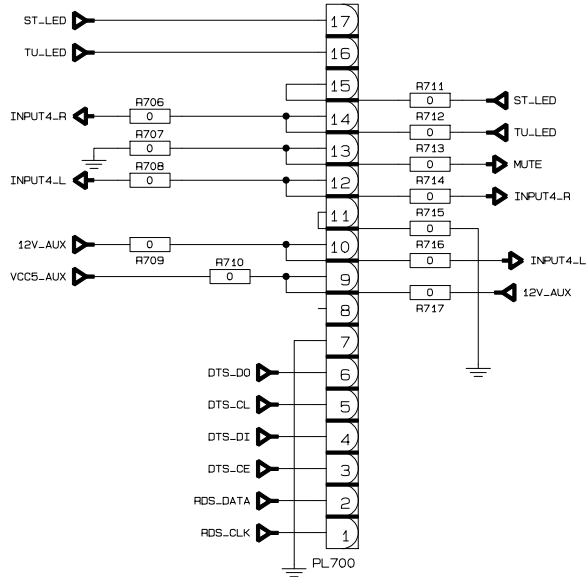 ST_LED
17
TU_LED
16
15
R711
0
ST_LED
R706
INPUT4_R
0
14
R712
0
TU_LED
R707
0
13
R713
0
MUTE
R708
INPUT4_L
0
12
R714
0
INPUT4_R
11
R715
0
12V_AUX
0
R709
10
R716
0
INPUT4_L
R710
VCC5_AUX
0
9
0
R717
12V_AUX
8
7
DTS_DO
6
DTS_CL
5
DTS_DI
4
DTS_CE
3
RDS_DATA
2
RDS_CLK
1
PL700